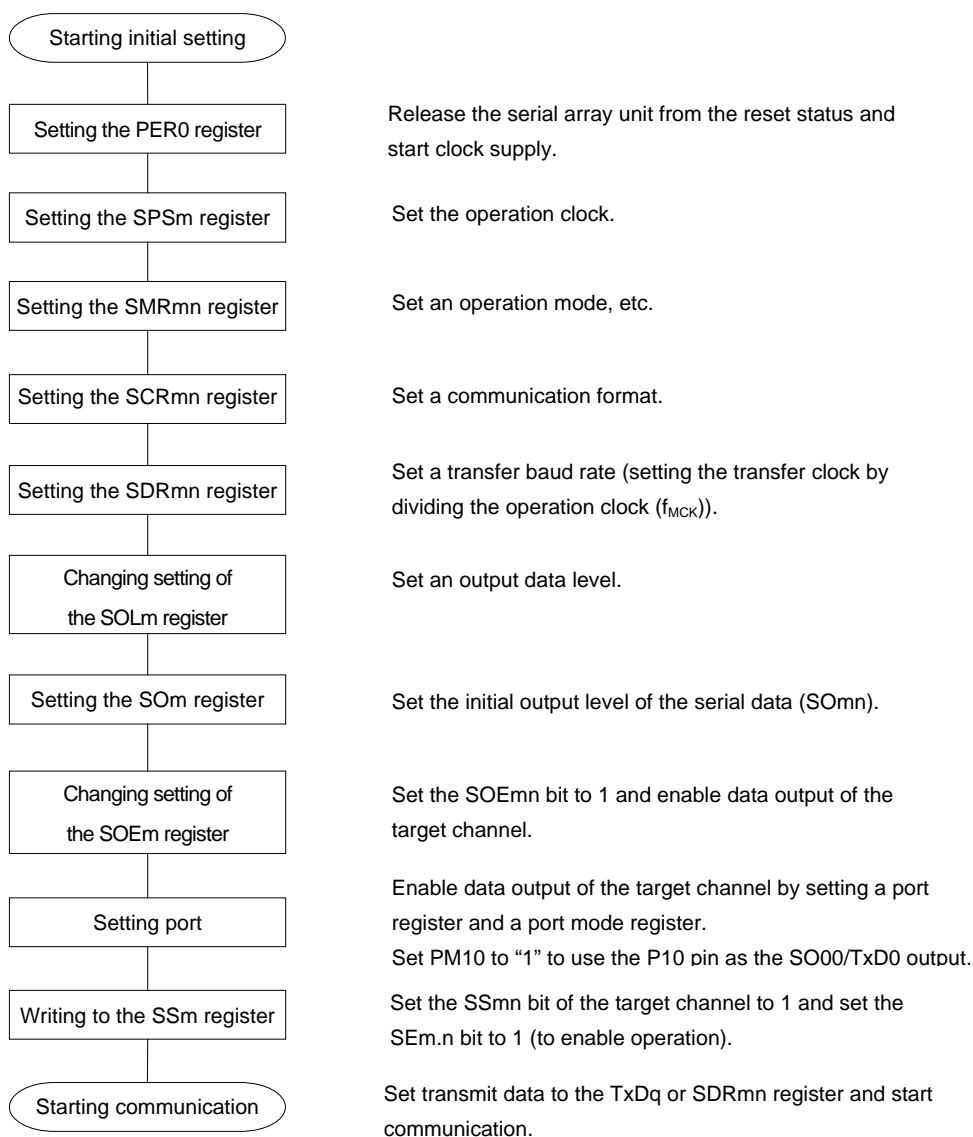 Starting initial setting
Setting the PER0 register
Release the serial array unit from the reset status and
start clock supply.
Setting the SPSm register
Set the operation clock.
Setting the SMRmn register
Set an operation mode, etc.
Setting the SCRmn register
Set a communication format.
Setting the SDRmn register
Set a transfer baud rate (setting the transfer clock by
dividing the operation clock (fMCK)).
Changing setting of
the SOLm register
Set an output data level.
Setting the SOm register
Set the initial output level of the serial data (SOmn).
Changing setting of
the SOEm register
Set the SOEmn bit to 1 and enable data output of the
target channel.
Setting port
Enable data output of the target channel by setting a port
register and a port mode register.
Set PM10 to “1” to use the P10 pin as the SO00/TxD0 output.
Writing to the SSm register
Set the SSmn bit of the target channel to 1 and set the
SEm.n bit to 1 (to enable operation).
Starting communication
Set transmit data to the TxDq or SDRmn register and start
communication.